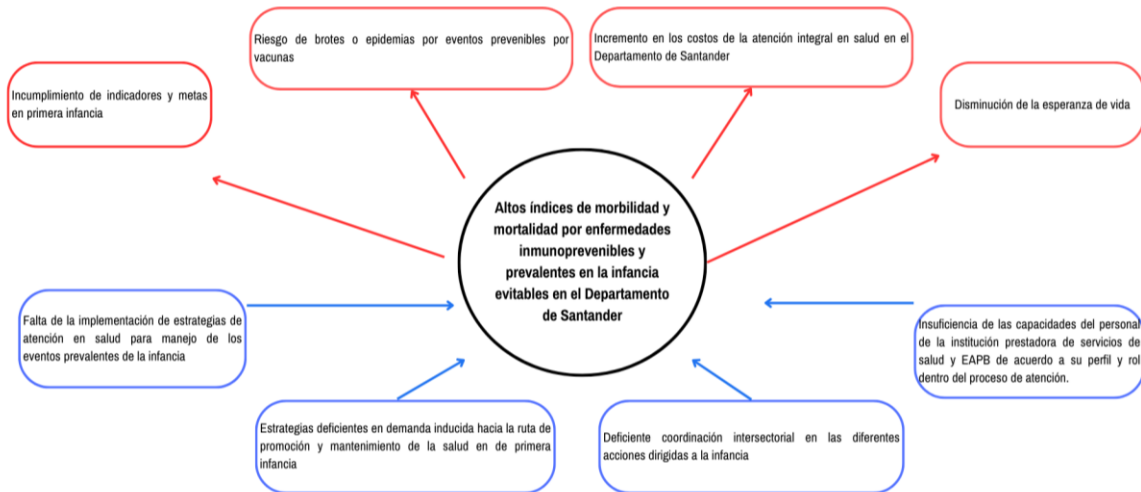 Riesgo de brotes o epidemias por eventos prevenibles por
vacunas
Incremento en los costos de la atención integral en salud en el
Departamento de Santander
Incumplimiento de indicadores y metas
en primera infancia
Disminución de la esperanza de vida
Altos índices de morbilidad y
mortalidad por enfermedades
inmunoprevenibles y
prevalentes en la infancia
evitables en el Departamento
de Santander
Falta de la implementación de estrategias de
atención en salud para manejo de los
eventos prevalentes de la infancia
Insuficiencia de las capacidades del personal
de la institución prestadora de servicios de
salud y EAPB de acuerdo a su perfil y rol
dentro del proceso de atención.
Estrategias deficientes en demanda inducida hacia la ruta de
promoción y mantenimiento de la salud en de primera
infancia
Deficiente coordinación intersectorial en las diferentes
acciones dirigidas a la infancia